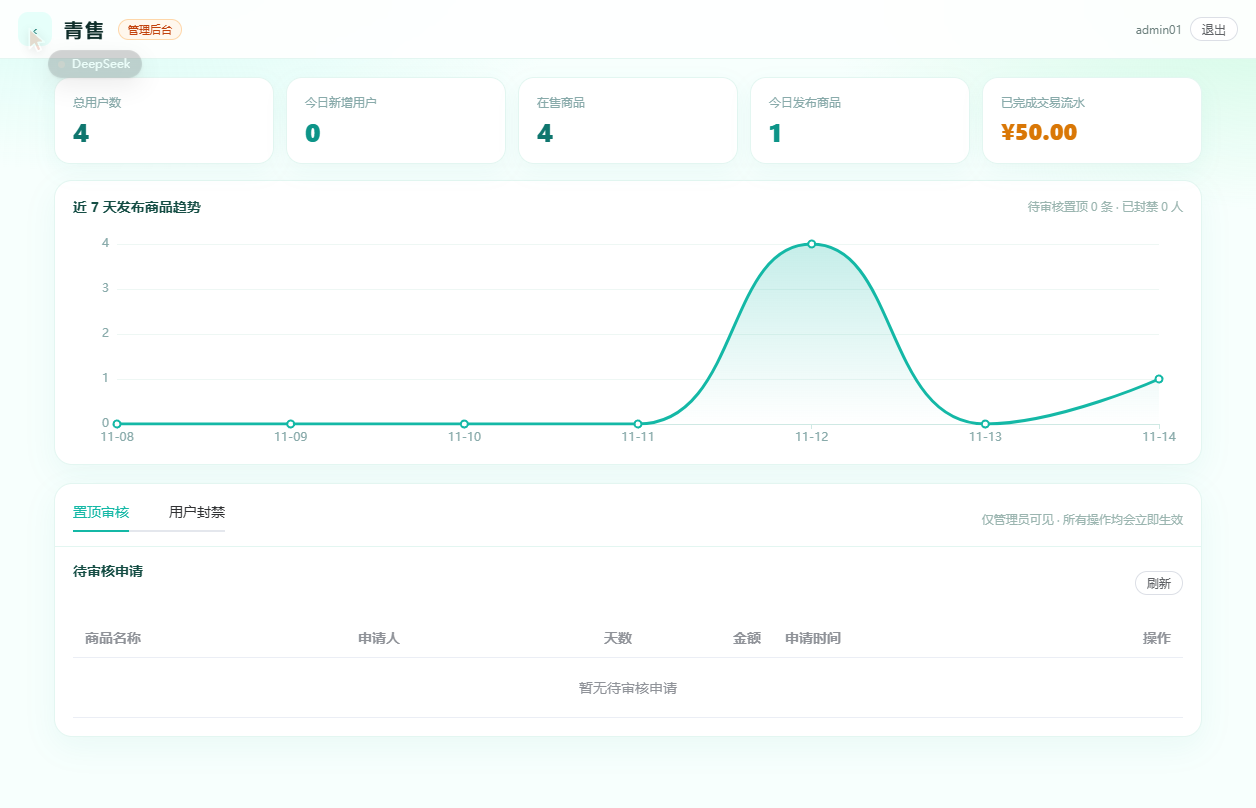 ‹ 青售 管理后台 admin01 退出
DeepSeek
总用户数 今日新增用户 在售商品 今日发布商品 已完成交易流水
4 0 4 1 ¥50.00
近 7 天发布商品趋势 待审核置顶 0 条 · 已封禁 0 人
4
3
2
1
0
11-08 11-09 11-10 11-11 11-12 11-13 11-14
置顶审核 用户封禁 仅管理员可见 · 所有操作均会立即生效
待审核申请
刷新
商品名称 申请人 天数 金额 申请时间 操作
暂无待审核申请